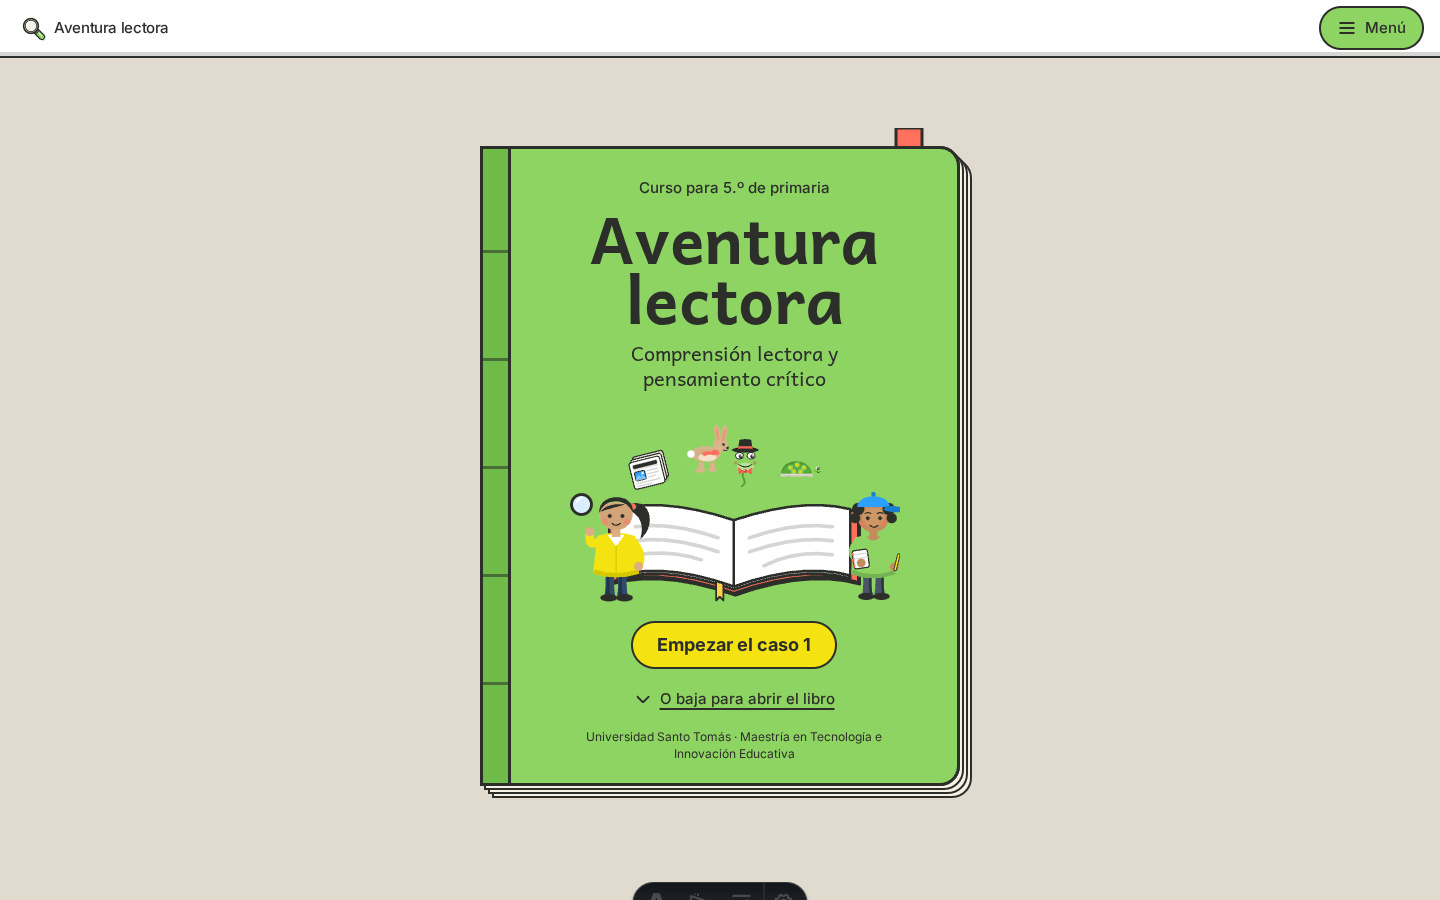 Aventura lectora
Menú
Curso para 5.º de primaria
Aventura
lectora
Comprensión lectora y
pensamiento crítico
Empezar el caso 1
O baja para abrir el libro
Universidad Santo Tomás · Maestría en Tecnología e
Innovación Educativa